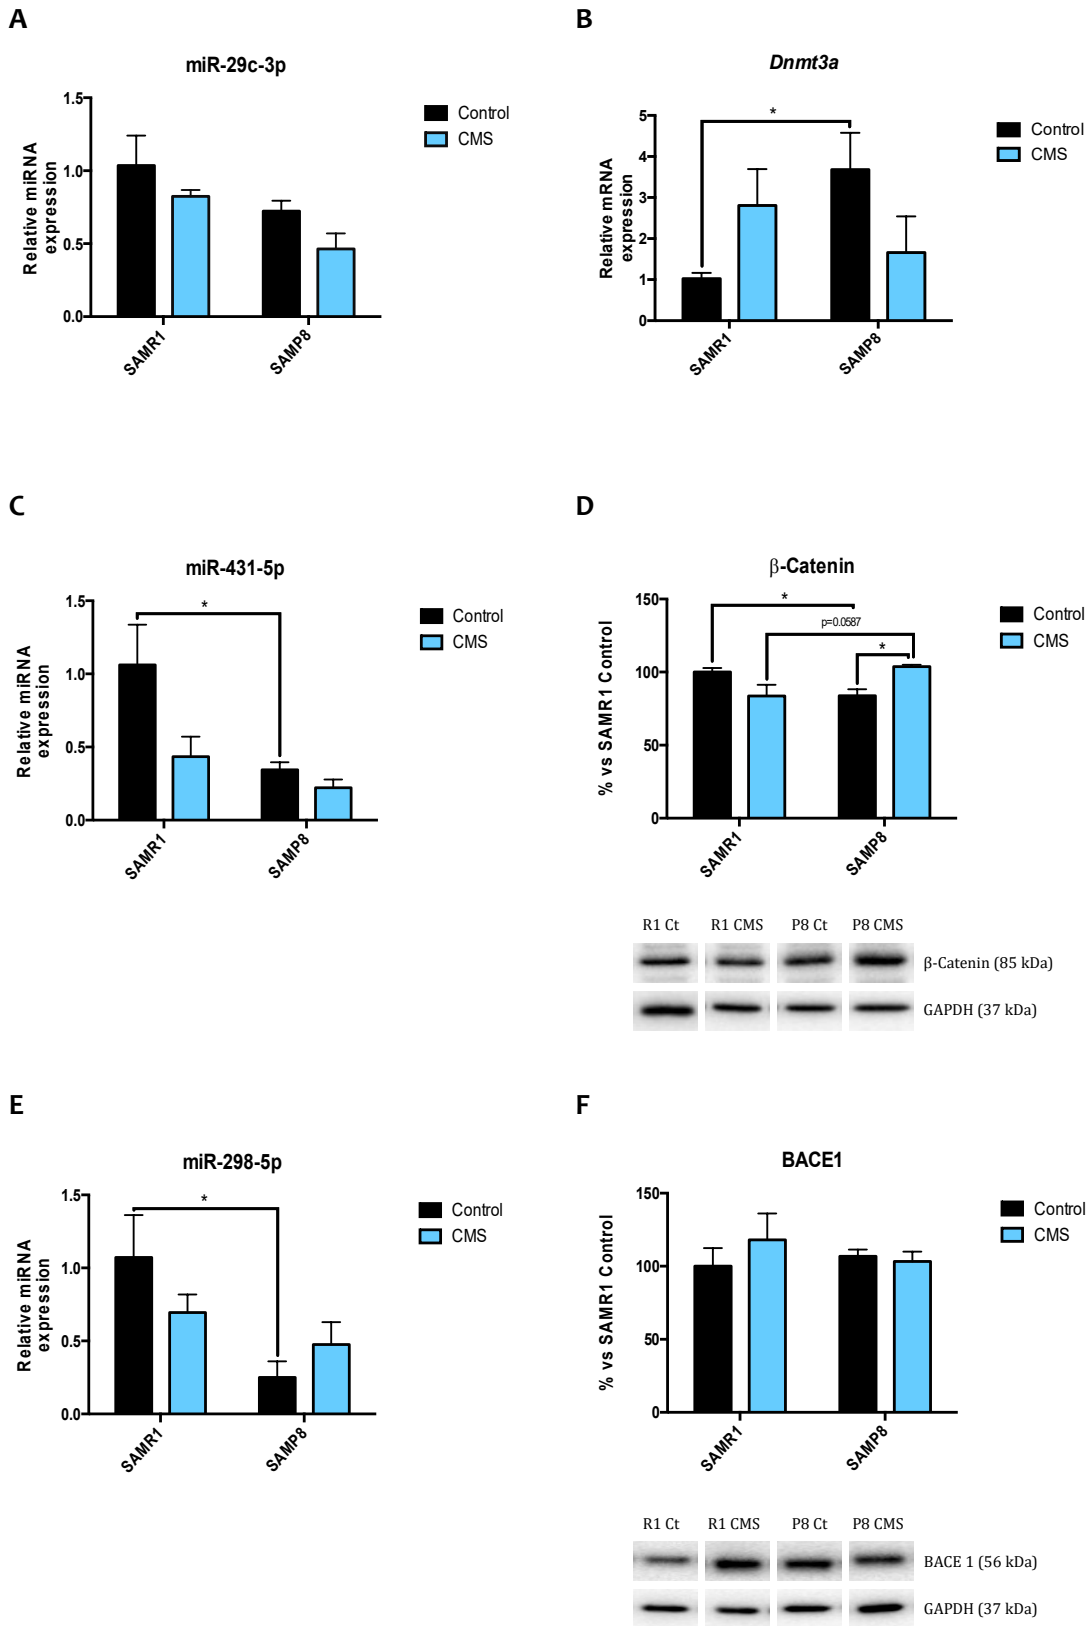 A
miR-29c-3p
Relative miRNA
expression
1.5
1.0
0.5
0.0
SAMR1
SAMP8
Control
CMS
B
Dnmt3a
Relative mRNA
expression
5
4
3
2
1
0
*
SAMR1
SAMP8
Control
CMS
C
miR-431-5p
Relative miRNA
expression
1.5
1.0
0.5
0.0
*
SAMR1
SAMP8
Control
CMS
D
β-Catenin
% vs SAMR1 Control
150
100
50
0
*
p=0.0587
*
SAMR1
SAMP8
Control
CMS
R1 Ct R1 CMS P8 Ct P8 CMS
β-Catenin (85 kDa)
GAPDH (37 kDa)
E
miR-298-5p
Relative miRNA
expression
1.5
1.0
0.5
0.0
*
SAMR1
SAMP8
Control
CMS
F
BACE1
% vs SAMR1 Control
150
100
50
0
SAMR1
SAMP8
Control
CMS
R1 Ct R1 CMS P8 Ct P8 CMS
BACE 1 (56 kDa)
GAPDH (37 kDa)